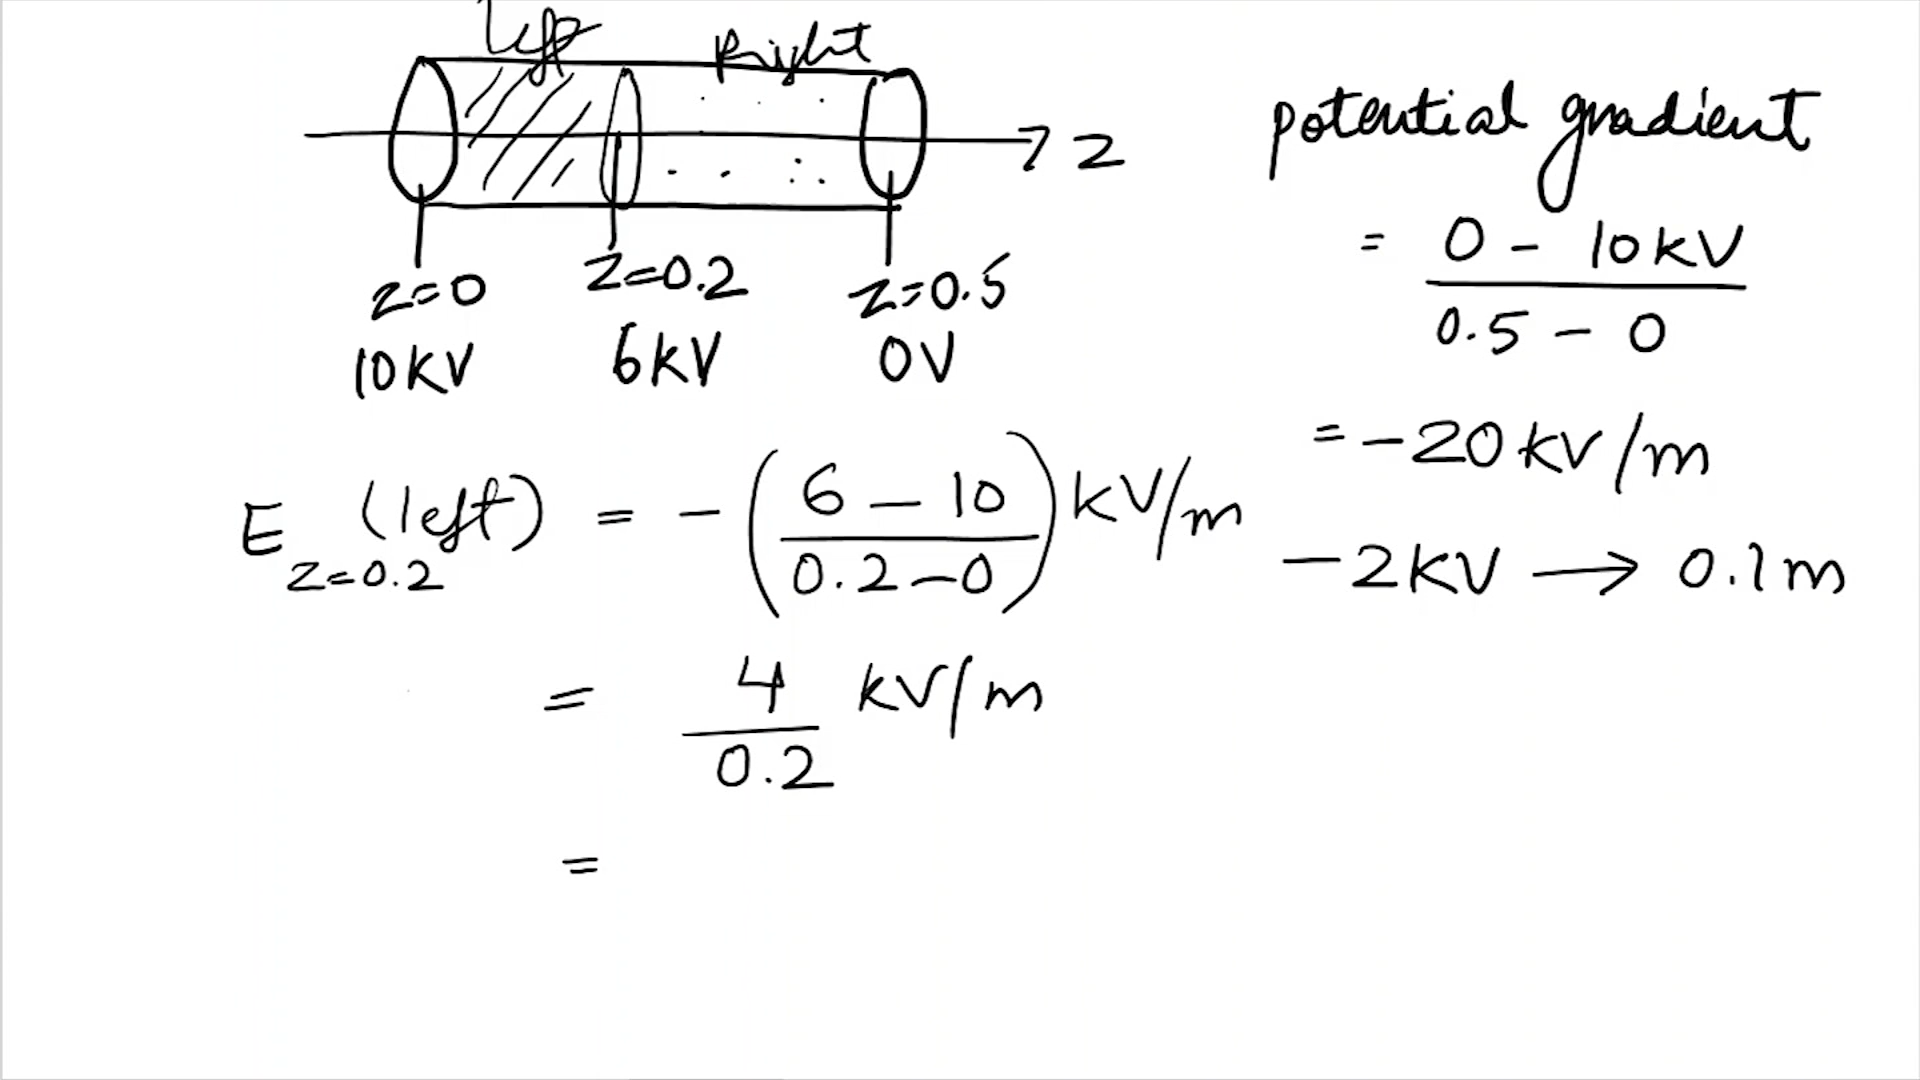 left Right
z
z=0 z=0.2 z=0.5
10kV 6kV 0V
potential gradient
= 0 - 10kV
0.5 - 0
= -20 kV/m
-2kV → 0.1m
E z=0.2 (left) = - (6 - 10 / 0.2 - 0) kV/m
= 4 / 0.2 kV/m
=